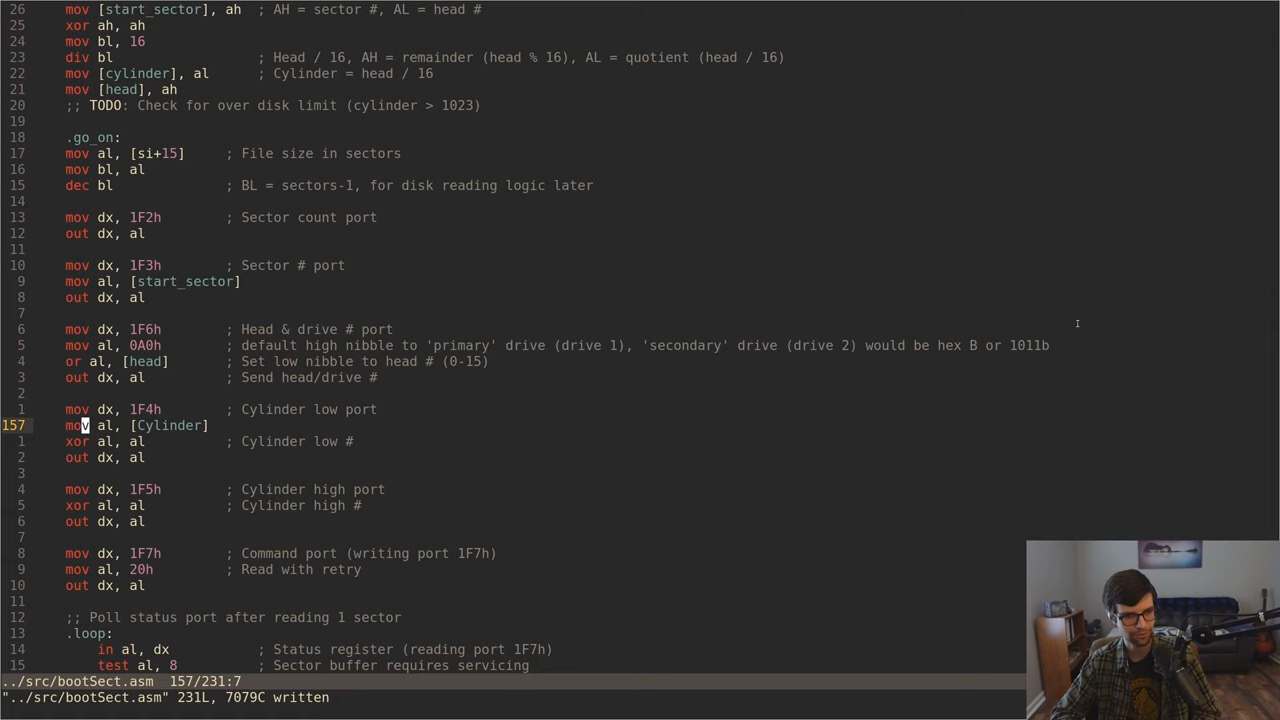 26 mov [start_sector], ah ; AH = sector #, AL = head #
25 xor ah, ah
24 mov bl, 16
23 div bl ; Head / 16, AH = remainder (head % 16), AL = quotient (head / 16)
22 mov [cylinder], al ; Cylinder = head / 16
21 mov [head], ah
20 ;; TODO: Check for over disk limit (cylinder > 1023)
19
18 .go_on:
17 mov al, [si+15] ; File size in sectors
16 mov bl, al
15 dec bl ; BL = sectors-1, for disk reading logic later
14
13 mov dx, 1F2h ; Sector count port
12 out dx, al
11
10 mov dx, 1F3h ; Sector # port
9 mov al, [start_sector]
8 out dx, al
7
6 mov dx, 1F6h ; Head & drive # port
5 mov al, 0A0h ; default high nibble to 'primary' drive (drive 1), 'secondary' drive (drive 2) would be hex B or 1011b
4 or al, [head] ; Set low nibble to head # (0-15)
3 out dx, al ; Send head/drive #
2
1 mov dx, 1F4h ; Cylinder low port
157 mov al, [Cylinder]
1 xor al, al ; Cylinder low #
2 out dx, al
3
4 mov dx, 1F5h ; Cylinder high port
5 xor al, al ; Cylinder high #
6 out dx, al
7
8 mov dx, 1F7h ; Command port (writing port 1F7h)
9 mov al, 20h ; Read with retry
10 out dx, al
11
12 ;; Poll status port after reading 1 sector
13 .loop:
14 in al, dx ; Status register (reading port 1F7h)
15 test al, 8 ; Sector buffer requires servicing
../src/bootSect.asm 157/231:7
"../src/bootSect.asm" 231L, 7079C written